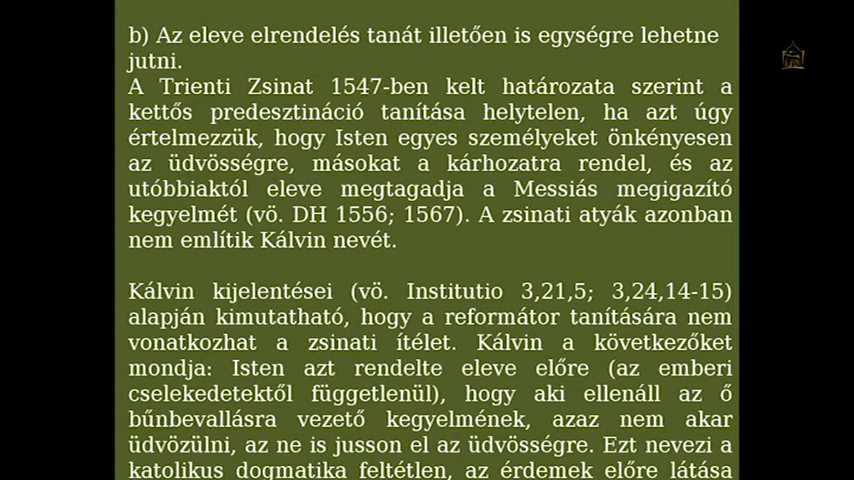 b) Az eleve elrendelés tanát illetően is egységre lehetne
jutni.
A Trienti Zsinat 1547-ben kelt határozata szerint a
kettős predesztináció tanítása helytelen, ha azt úgy
értelmezzük, hogy Isten egyes személyeket önkényesen
az üdvösségre, másokat a kárhozatra rendel, és az
utóbbiaktól eleve megtagadja a Messiás megigazító
kegyelmét (vö. DH 1556; 1567). A zsinati atyák azonban
nem említik Kálvin nevét.
Kálvin kijelentései (vö. Institutio 3,21,5; 3,24,14-15)
alapján kimutatható, hogy a reformátor tanítására nem
vonatkozhat a zsinati ítélet. Kálvin a következőket
mondja: Isten azt rendelte eleve előre (az emberi
cselekedetektől függetlenül), hogy aki ellenáll az ő
bűnbevallásra vezető kegyelmének, azaz nem akar
üdvözülni, az ne is jusson el az üdvösségre. Ezt nevezi a
katolikus dogmatika feltétlen, az érdemek előre látása